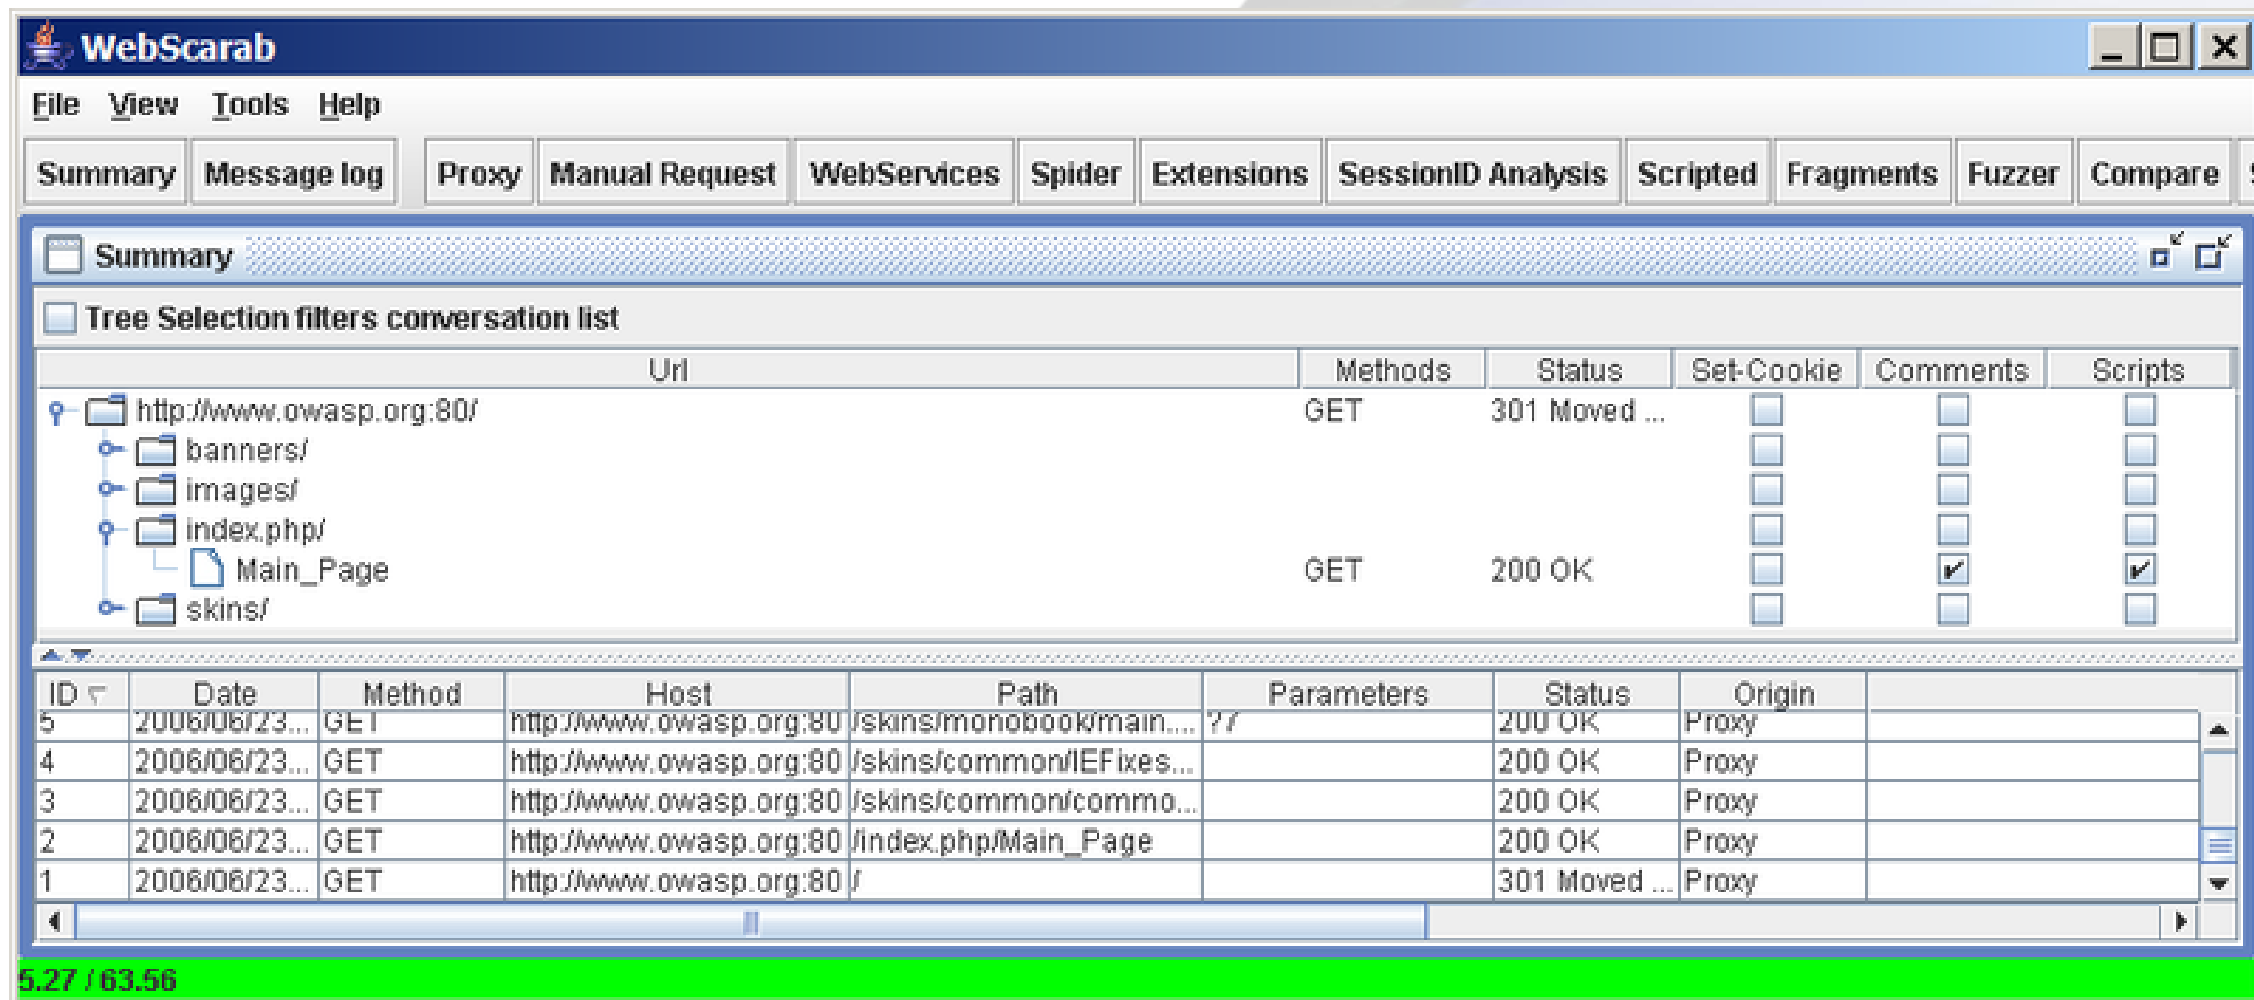 WebScarab
File View Tools Help
Summary Message log Proxy Manual Request WebServices Spider Extensions SessionID Analysis Scripted Fragments Fuzzer Compare
Summary
Tree Selection filters conversation list
Url Methods Status Set-Cookie Comments Scripts
http://www.owasp.org:80/ GET 301 Moved ...
banners/
images/
index.php/
Main_Page GET 200 OK
skins/
ID Date Method Host Path Parameters Status Origin
5 2006/06/23... GET http://www.owasp.org:80 /skins/monobook/main.... ?7 200 OK Proxy
4 2006/06/23... GET http://www.owasp.org:80 /skins/common/IEFixes... 200 OK Proxy
3 2006/06/23... GET http://www.owasp.org:80 /skins/common/commo... 200 OK Proxy
2 2006/06/23... GET http://www.owasp.org:80 /index.php/Main_Page 200 OK Proxy
1 2006/06/23... GET http://www.owasp.org:80 / 301 Moved ... Proxy
5.27 / 63.56